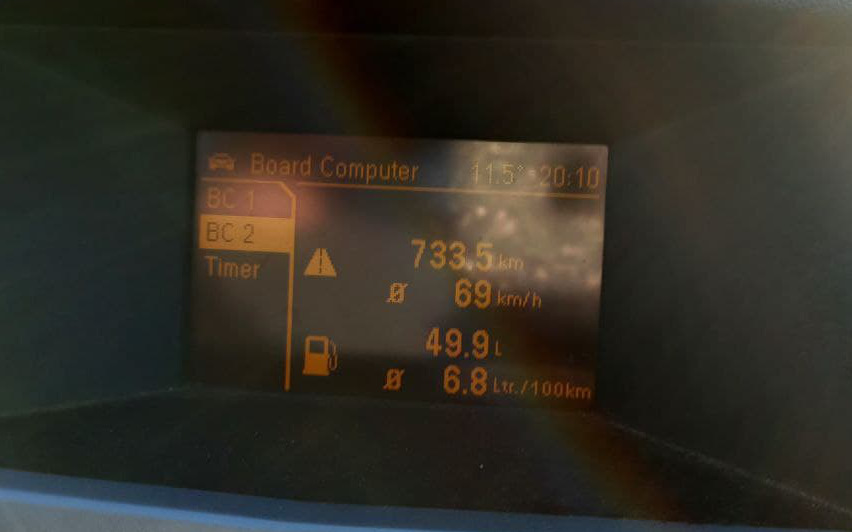 Board Computer 11.5° 20:10
BC 1
BC 2
Timer
733.5 km
Ø 69 km/h
49.9 L
Ø 6.8 Ltr./100km